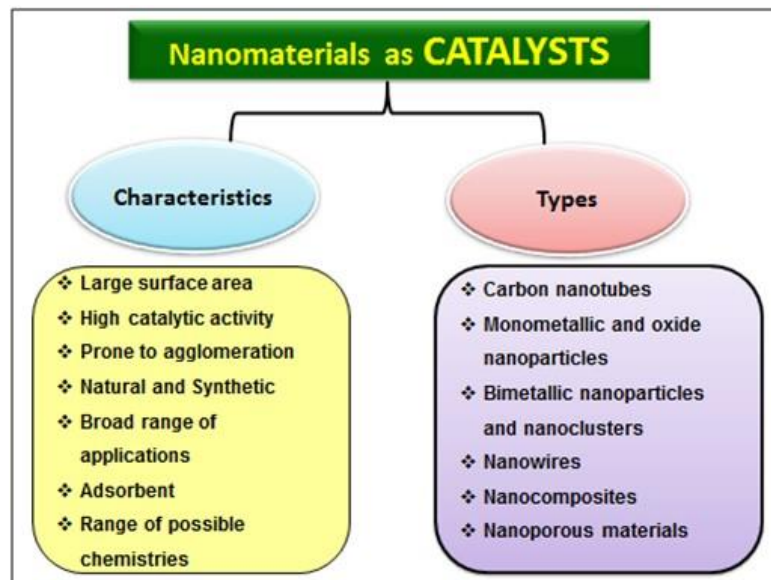 Nanomaterials as CATALYSTS
Characteristics
❖ Large surface area
❖ High catalytic activity
❖ Prone to agglomeration
❖ Natural and Synthetic
❖ Broad range of
applications
❖ Adsorbent
❖ Range of possible
chemistries
Types
❖ Carbon nanotubes
❖ Monometallic and oxide
nanoparticles
❖ Bimetallic nanoparticles
and nanoclusters
❖ Nanowires
❖ Nanocomposites
❖ Nanoporous materials